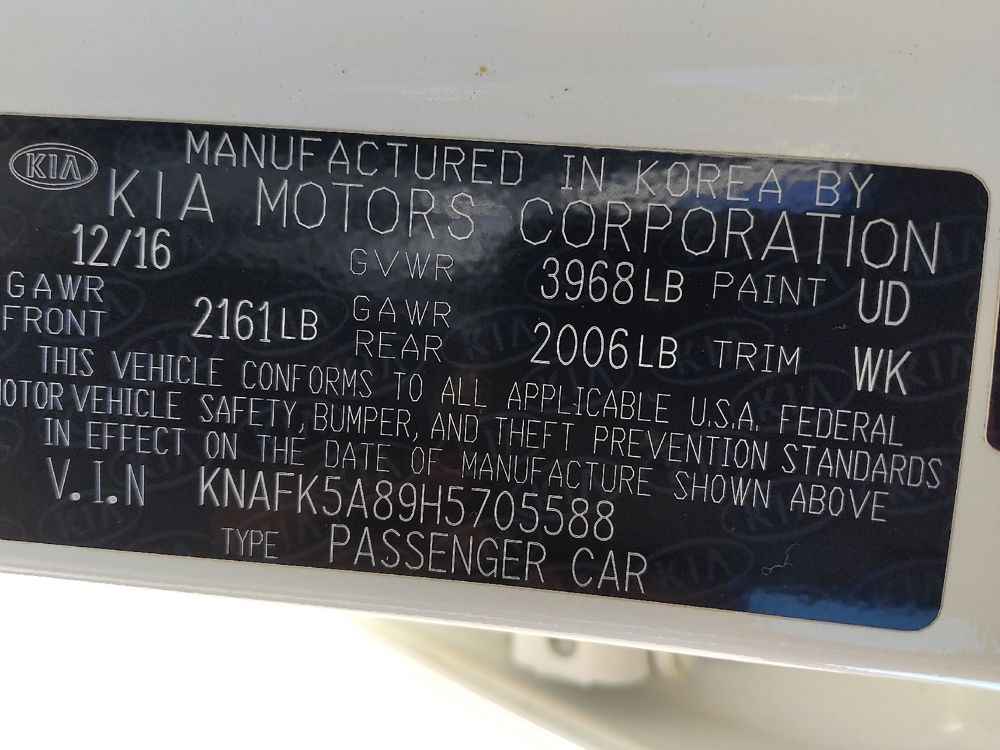 KIA MANUFACTURED IN KOREA BY
KIA MOTORS CORPORATION
12/16 GVWR 3968LB PAINT UD
GAWR FRONT 2161LB GAWR REAR 2006LB TRIM WK
THIS VEHICLE CONFORMS TO ALL APPLICABLE U.S.A. FEDERAL
MOTOR VEHICLE SAFETY, BUMPER, AND THEFT PREVENTION STANDARDS
IN EFFECT ON THE DATE OF MANUFACTURE SHOWN ABOVE
V.I.N KNAFK5A89H5705588
TYPE PASSENGER CAR